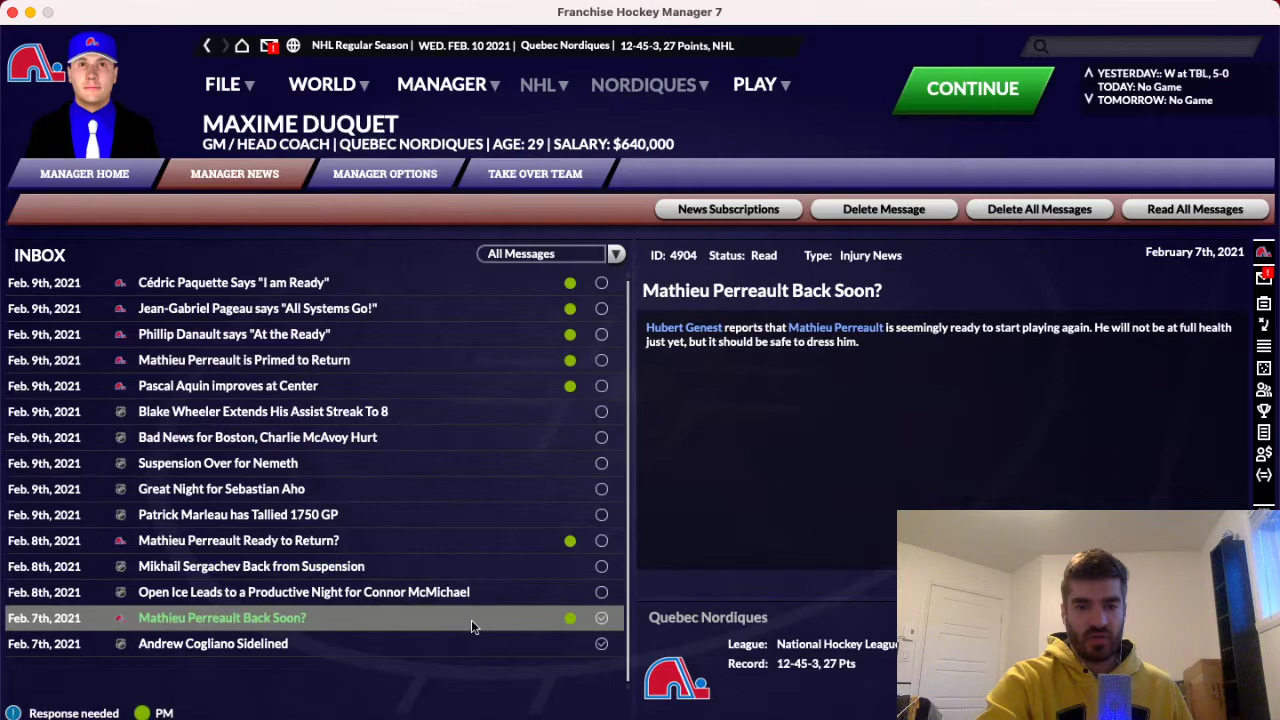 Franchise Hockey Manager 7
NHL Regular Season | WED. FEB. 10 2021 | Quebec Nordiques | 12-45-3, 27 Points, NHL
FILE WORLD MANAGER NHL NORDIQUES PLAY
CONTINUE
YESTERDAY:: W at TBL, 5-0
TODAY: No Game
TOMORROW: No Game
MAXIME DUQUET
GM / HEAD COACH | QUEBEC NORDIQUES | AGE: 29 | SALARY: $640,000
MANAGER HOME MANAGER NEWS MANAGER OPTIONS TAKE OVER TEAM
News Subscriptions Delete Message Delete All Messages Read All Messages
INBOX All Messages
Feb. 9th, 2021 Cédric Paquette Says "I am Ready"
Feb. 9th, 2021 Jean-Gabriel Pageau says "All Systems Go!"
Feb. 9th, 2021 Phillip Danault says "At the Ready"
Feb. 9th, 2021 Mathieu Perreault is Primed to Return
Feb. 9th, 2021 Pascal Aquin improves at Center
Feb. 9th, 2021 Blake Wheeler Extends His Assist Streak To 8
Feb. 9th, 2021 Bad News for Boston, Charlie McAvoy Hurt
Feb. 9th, 2021 Suspension Over for Nemeth
Feb. 9th, 2021 Great Night for Sebastian Aho
Feb. 9th, 2021 Patrick Marleau has Tallied 1750 GP
Feb. 8th, 2021 Mathieu Perreault Ready to Return?
Feb. 8th, 2021 Mikhail Sergachev Back from Suspension
Feb. 8th, 2021 Open Ice Leads to a Productive Night for Connor McMichael
Feb. 7th, 2021 Mathieu Perreault Back Soon?
Feb. 7th, 2021 Andrew Cogliano Sidelined
Response needed PM
ID: 4904 Status: Read Type: Injury News February 7th, 2021
Mathieu Perreault Back Soon?
Hubert Genest reports that Mathieu Perreault is seemingly ready to start playing again. He will not be at full health
just yet, but it should be safe to dress him.
Quebec Nordiques
League: National Hockey League
Record: 12-45-3, 27 Pts